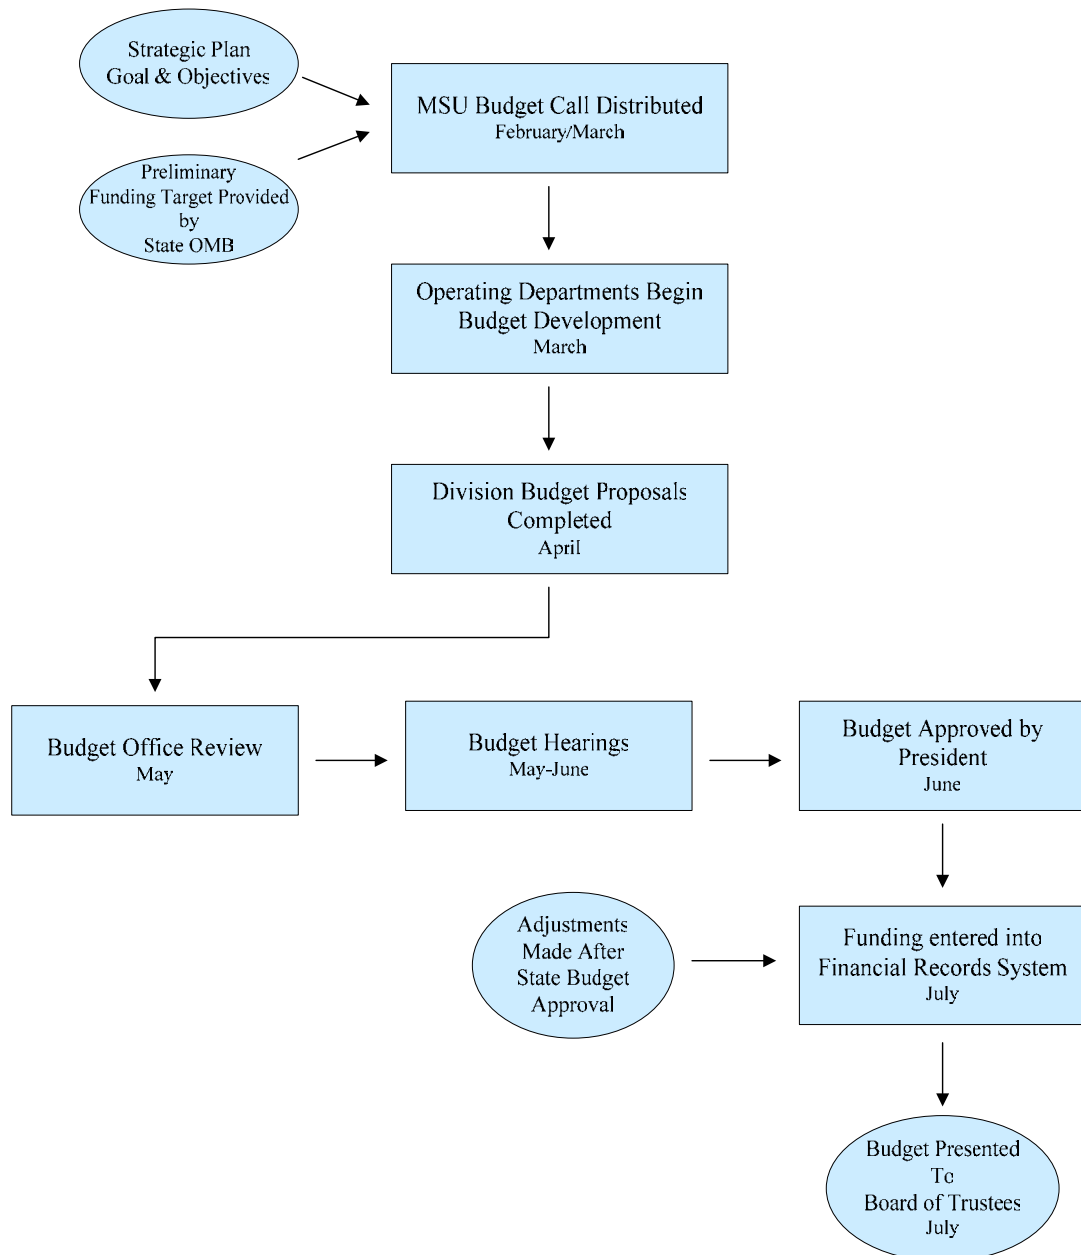 Strategic Plan
Goal & Objectives
MSU Budget Call Distributed
February/March
Preliminary
Funding Target Provided
by
State OMB
Operating Departments Begin
Budget Development
March
Division Budget Proposals
Completed
April
Budget Office Review
May
Budget Hearings
May-June
Budget Approved by
President
June
Adjustments
Made After
State Budget
Approval
Funding entered into
Financial Records System
July
Budget Presented
To
Board of Trustees
July